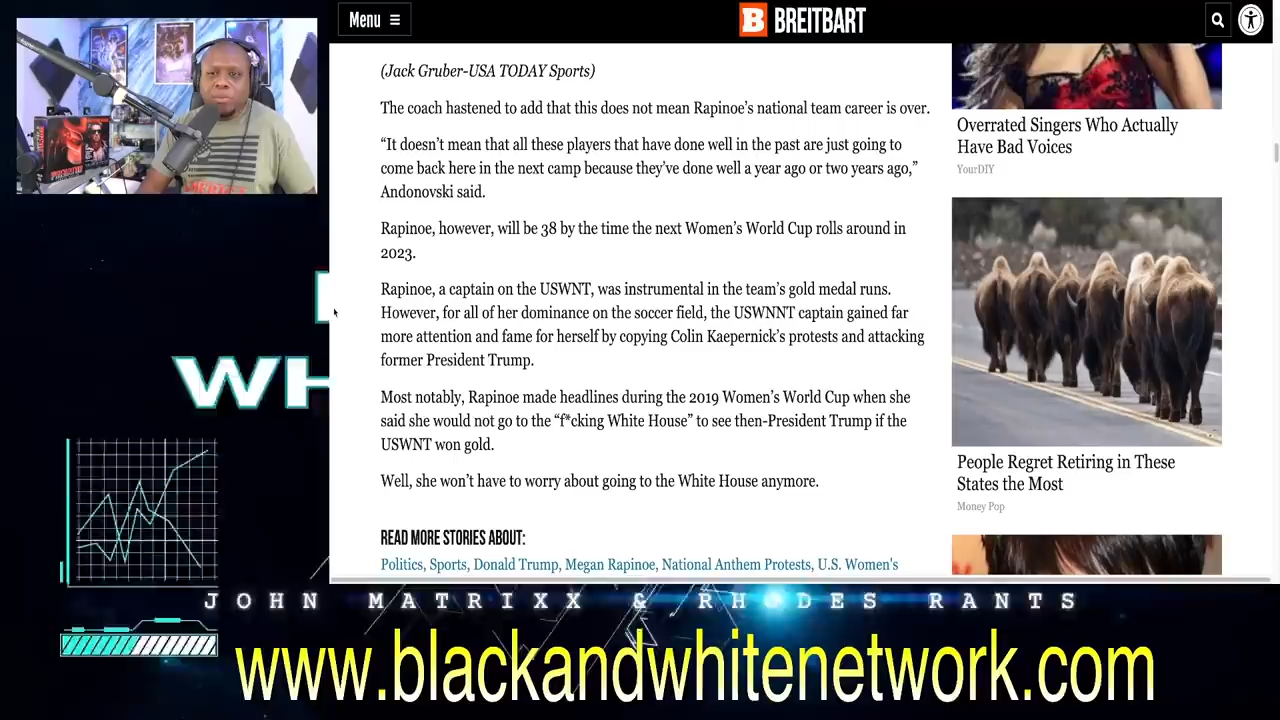 Menu
BREITBART
(Jack Gruber-USA TODAY Sports)
The coach hastened to add that this does not mean Rapinoe's national team career is over.
“It doesn't mean that all these players that have done well in the past are just going to
come back here in the next camp because they've done well a year ago or two years ago,”
Andonovski said.
Rapinoe, however, will be 38 by the time the next Women's World Cup rolls around in
2023.
Rapinoe, a captain on the USWNT, was instrumental in the team's gold medal runs.
However, for all of her dominance on the soccer field, the USWNNT captain gained far
more attention and fame for herself by copying Colin Kaepernick's protests and attacking
former President Trump.
Most notably, Rapinoe made headlines during the 2019 Women's World Cup when she
said she would not go to the “f*cking White House” to see then-President Trump if the
USWNT won gold.
Well, she won't have to worry about going to the White House anymore.
READ MORE STORIES ABOUT:
Politics, Sports, Donald Trump, Megan Rapinoe, National Anthem Protests, U.S. Women's
Overrated Singers Who Actually
Have Bad Voices
YourDIY
People Regret Retiring in These
States the Most
Money Pop
WH
JOHN MATRIXX & RHODES RANTS
www.blackandwhitenetwork.com